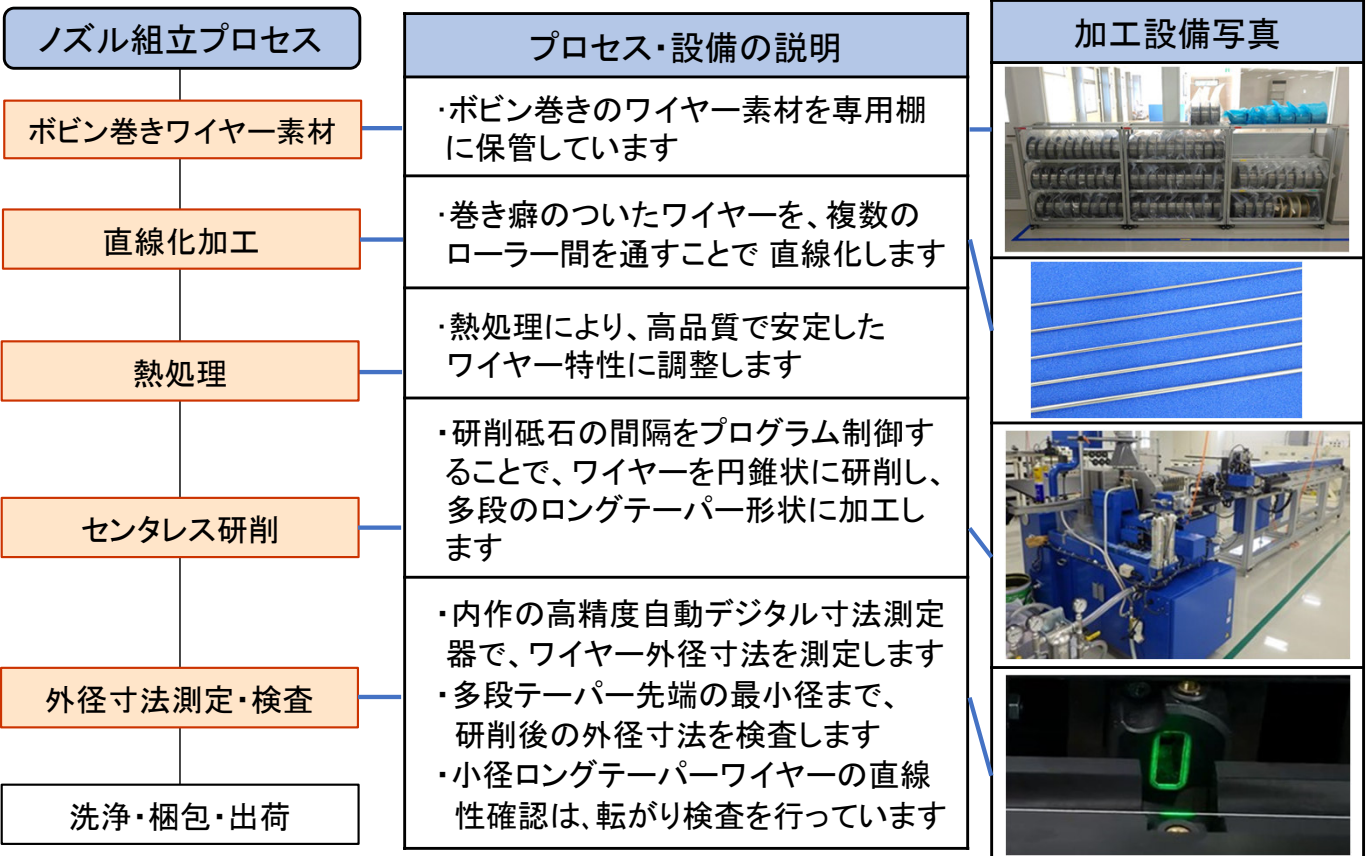 ノズル組立プロセス
プロセス・設備の説明
加工設備写真
ボビン巻きワイヤー素材
・ボビン巻きのワイヤー素材を専用棚
に保管しています
直線化加工
・巻き癖のついたワイヤーを、複数の
ローラー間を通すことで 直線化します
熱処理
・熱処理により、高品質で安定した
ワイヤー特性に調整します
センタレス研削
・研削砥石の間隔をプログラム制御す
ることで、ワイヤーを円錐状に研削し、
多段のロングテーパー形状に加工し
ます
外径寸法測定・検査
・内作の高精度自動デジタル寸法測定
器で、ワイヤー外径寸法を測定します
・多段テーパー先端の最小径まで、
研削後の外径寸法を検査します
・小径ロングテーパーワイヤーの直線
性確認は、転がり検査を行っています
洗浄・梱包・出荷